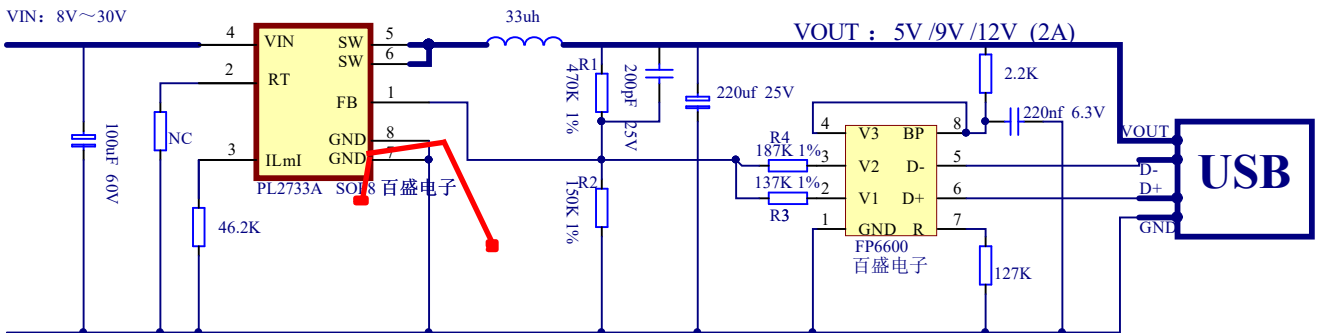 VIN：8V～30V
33uh
VOUT： 5V /9V /12V (2A)
4
VIN
SW
5
SW
6
2
RT
FB
1
GND
8
GND
7
3
ILmI
PL2733A
SOP8
百盛电子
100uF 60V
NC
46.2K
R1
470K 1%
200pF 25V
R2
150K 1%
220uf 25V
2.2K
220nf 6.3V
R4
187K 1%
137K 1%
R3
4
V3
BP
8
3
V2
D-
5
2
V1
D+
6
1
GND
R
7
FP6600
百盛电子
127K
VOUT
D-
D+
GND
USB